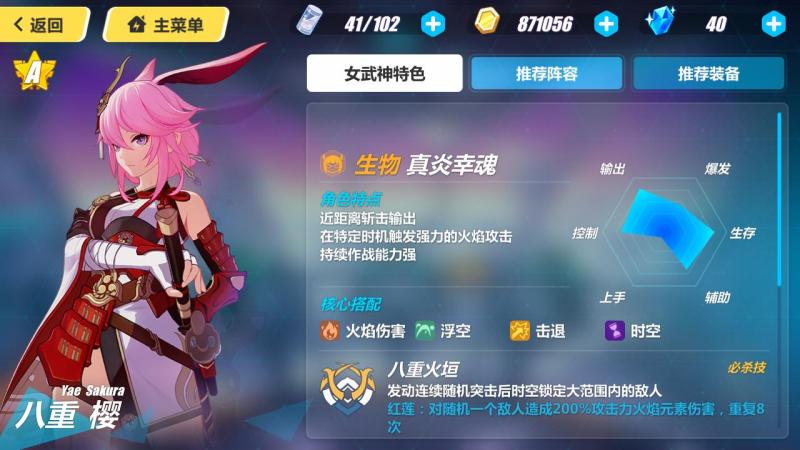 返回
主菜单
41/102
871056
40
A
女武神特色
推荐阵容
推荐装备
生物 真炎幸魂
角色特点
近距离斩击输出
在特定时机触发强力的火焰攻击
持续作战能力强
输出
爆发
控制
生存
上手
辅助
核心搭配
火焰伤害
浮空
击退
时空
八重火垣
必杀技
发动连续随机突击后时空锁定大范围内的敌人
红莲：对随机一个敌人造成200%攻击力火焰元素伤害，重复8
次
Yae Sakura
八重 樱